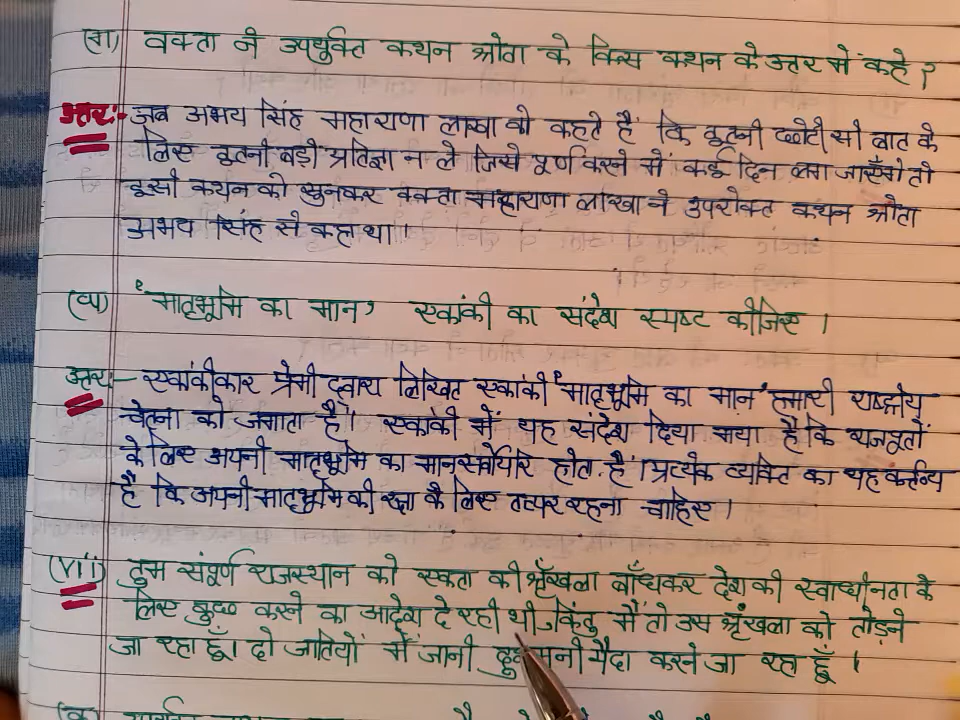 (ग) वक्ता ने उपर्युक्त कथन श्रोता के किस कथन के उत्तर में कहे?
उत्तर:- जब अभय सिंह महाराणा लाखा को कहते हैं कि इतनी छोटी सी बात के
लिए इतनी बड़ी प्रतिज्ञा न ले जिसे पूर्ण करने में कई दिन लग जाएँगे तो
इसी कथन को सुनकर वक्ता महाराणा लाखा ने उपरोक्त कथन श्रोता
अभय सिंह से कहा था।
(घ) 'मातृभूमि का मान' एकांकी का संदेश स्पष्ट कीजिए।
उत्तर:- एकांकीकार प्रेमी द्वारा लिखित एकांकी 'मातृभूमि का मान' हमारी राष्ट्रीय
चेतना को जगाता है। एकांकी में यह संदेश दिया गया है कि राजपूतों
के लिए अपनी मातृभूमि का मान सर्वोपरि होता है। प्रत्येक व्यक्ति का यह कर्तव्य
है कि अपनी मातृभूमि की रक्षा के लिए तत्पर रहना चाहिए।
(vii) तुम संपूर्ण राजस्थान को एकता की श्रृंखला बाँधकर देश की स्वाधीनता के
लिए युद्ध करने का आदेश दे रही थी, किंतु मैं तो उस श्रृंखला को तोड़ने
जा रहा हूँ। दो जातियों में जानी दुश्मनी पैदा करने जा रहा हूँ।